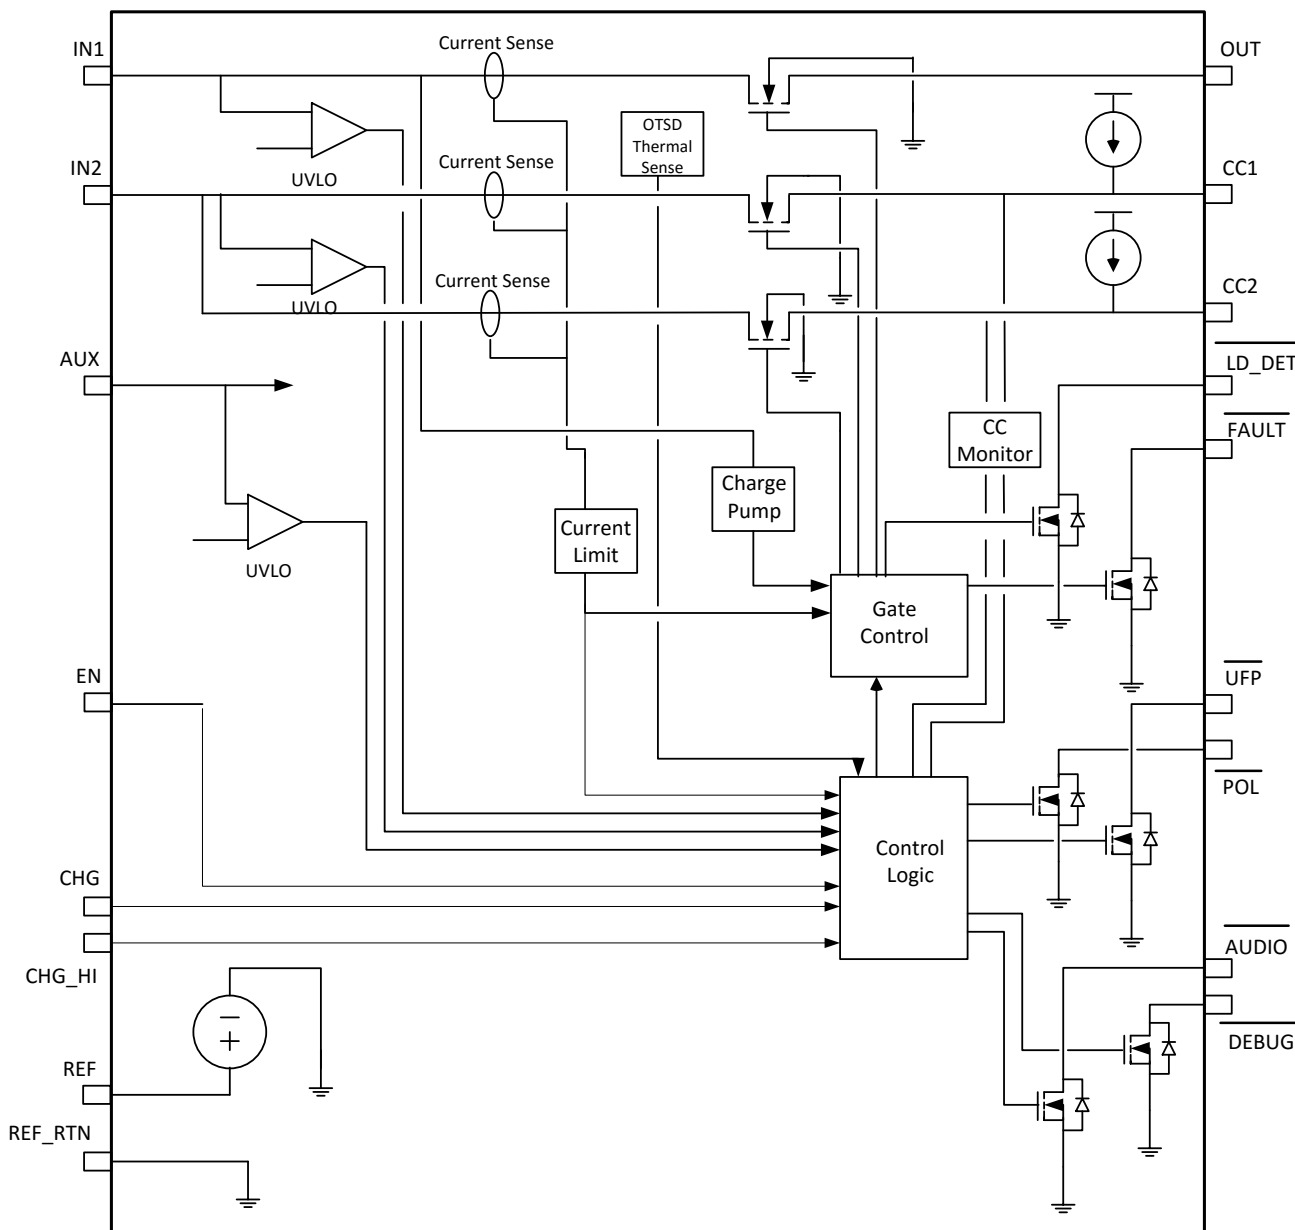 IN1
Current Sense
OUT
OTSD
Thermal
Sense
UVLO
IN2
Current Sense
CC1
UVLO
Current Sense
CC2
AUX
LD_DET
FAULT
CC
Monitor
Charge
Pump
Current
Limit
UVLO
Gate
Control
EN
UFP
POL
Control
Logic
CHG
AUDIO
CHG_HI
DEBUG
REF
REF_RTN